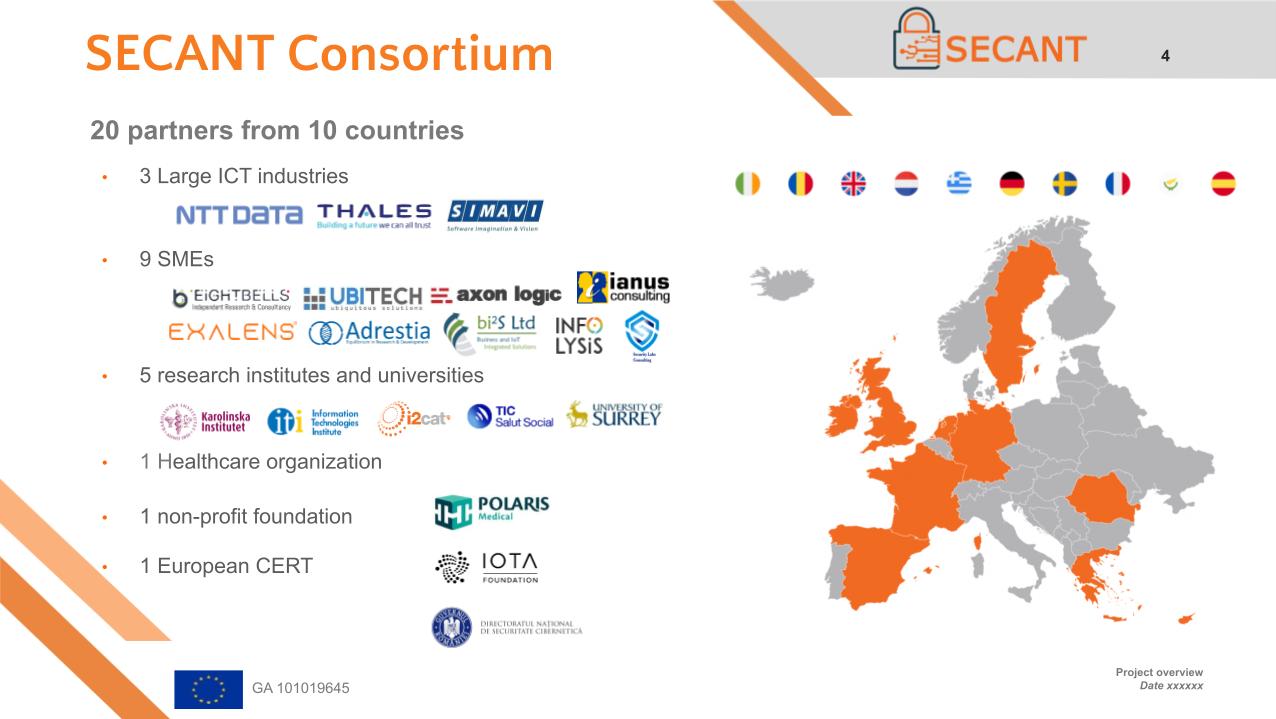 SECANT Consortium
SECANT
4
20 partners from 10 countries
• 3 Large ICT industries
NTT DATA
THALES
Building a future we can all trust
SIMAVI
Software Imagination & Vision
• 9 SMEs
EIGHTBELLS
Independent Research & Consultancy
UBITECH
ubiquitous solutions
axon logic
ianus
consulting
EXALENS
Adrestia
Equilibrium in Research & Development
bi²S Ltd
Business and IoT
Integrated Solutions
INFO
LYSiS
Security Labs
Consulting
• 5 research institutes and universities
Karolinska
Institutet
iti
Information
Technologies
Institute
i2cat
TIC
Salut Social
UNIVERSITY OF
SURREY
• 1 Healthcare organization
POLARIS
Medical
• 1 non-profit foundation
• 1 European CERT
IOTA
FOUNDATION
DIRECTORATUL NAȚIONAL
DE SECURITATE CIBERNETICĂ
GA 101019645
Project overview
Date xxxxxx